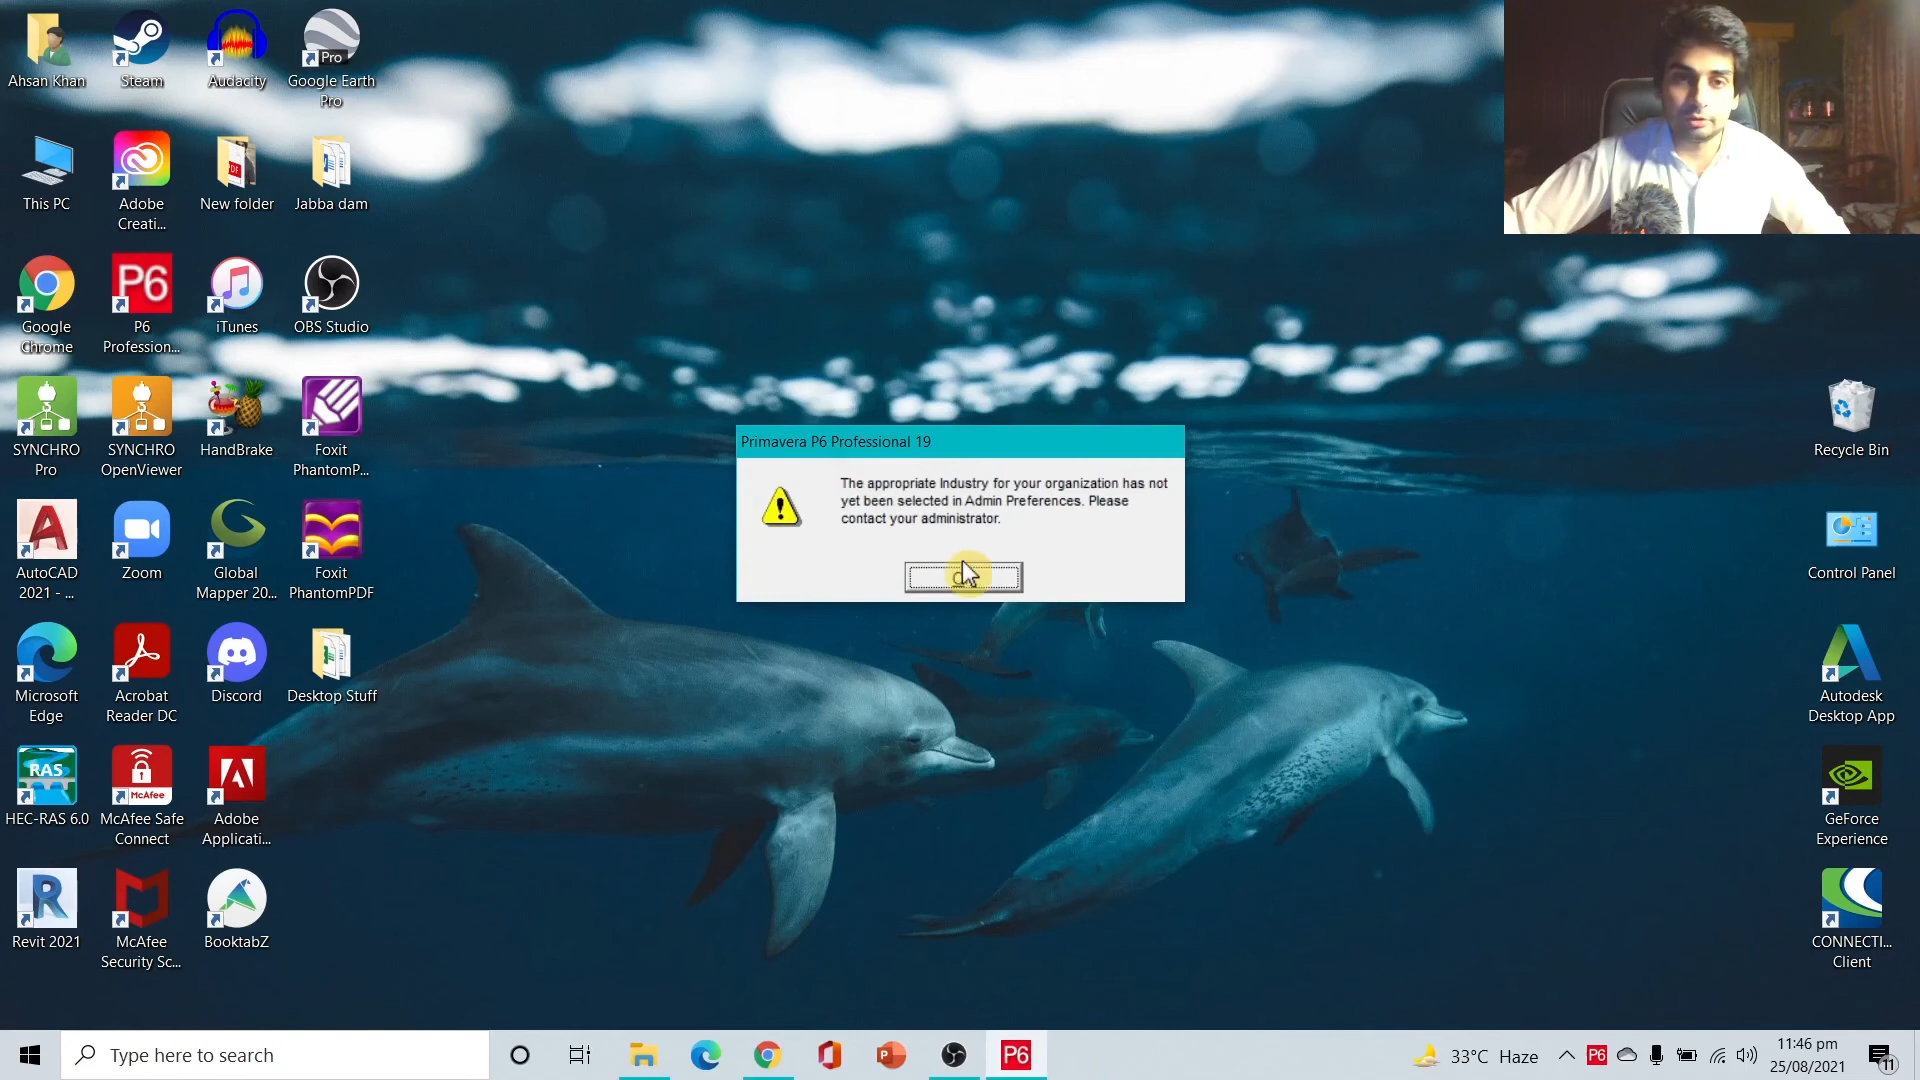 Ahsan Khan
Steam
Audacity
Pro
Google Earth
Pro
This PC
Adobe
Creati...
PDF
New folder
Jabba dam
Google
Chrome
P6
P6
Profession...
iTunes
OBS Studio
SYNCHRO
Pro
SYNCHRO
OpenViewer
HandBrake
Foxit
PhantomP...
AutoCAD
2021 - ...
Zoom
Global
Mapper 20...
Foxit
PhantomPDF
Microsoft
Edge
Acrobat
Reader DC
Discord
Desktop Stuff
RAS
HEC-RAS 6.0
McAfee
McAfee Safe
Connect
Adobe
Applicati...
R
Revit 2021
McAfee
Security Sc...
BooktabZ
Primavera P6 Professional 19
The appropriate Industry for your organization has not
yet been selected in Admin Preferences. Please
contact your administrator.
Recycle Bin
Control Panel
Autodesk
Desktop App
GeForce
Experience
CONNECTI...
Client
Type here to search
P
P6
33°C Haze
P6
11:46 pm
25/08/2021
11